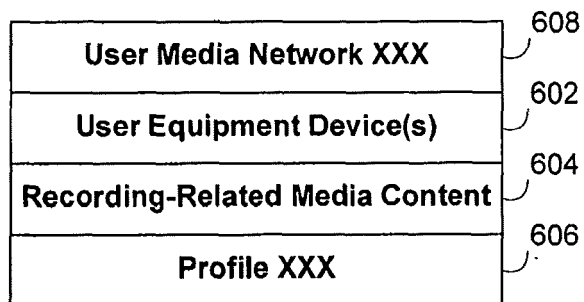 User Media Network XXX 608
User Equipment Device(s) 602
Recording-Related Media Content 604
Profile XXX 606